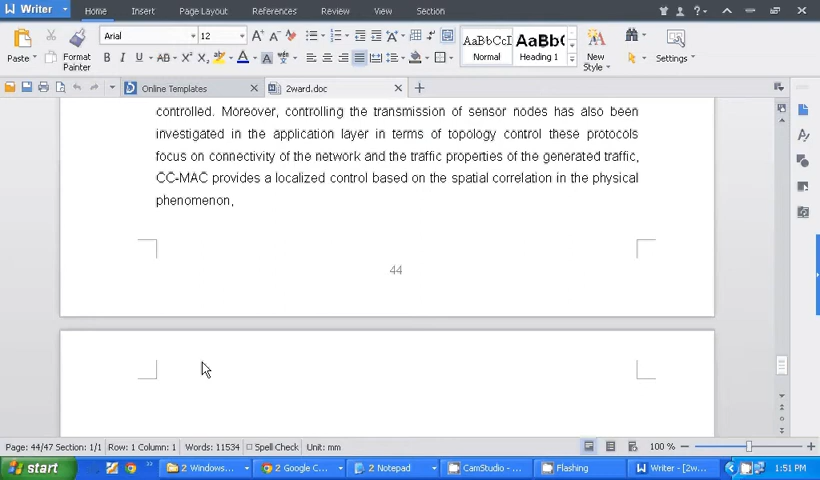 Writer
Home Insert Page Layout References Review View Section
Paste Format Painter Arial 12 AaBbCcI Normal AaBb( Heading 1 New Style Settings
B I U AB X² X₂ A A
Online Templates 2ward.doc
controlled. Moreover, controlling the transmission of sensor nodes has also been
investigated in the application layer in terms of topology control these protocols
focus on connectivity of the network and the traffic properties of the generated traffic,
CC-MAC provides a localized control based on the spatial correlation in the physical
phenomenon,
44
Page: 44/47 Section: 1/1 Row: 1 Column: 1 Words: 11534 Spell Check Unit: mm 100 %
start 2 Windows... 2 Google C... 2 Notepad CamStudio - ... Flashing Writer - [2w... 1:51 PM